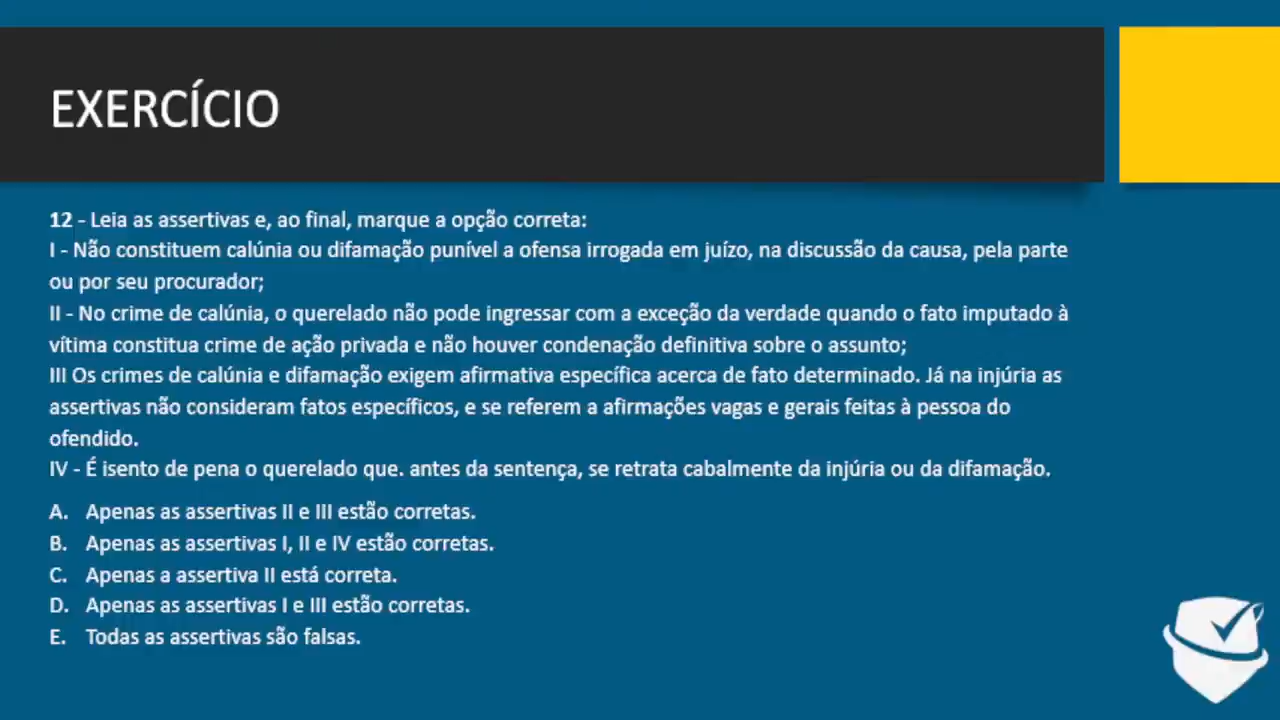 EXERCÍCIO
12 - Leia as assertivas e, ao final, marque a opção correta:
I - Não constituem calúnia ou difamação punível a ofensa irrogada em juízo, na discussão da causa, pela parte
ou por seu procurador;
II - No crime de calúnia, o querelado não pode ingressar com a exceção da verdade quando o fato imputado à
vítima constitua crime de ação privada e não houver condenação definitiva sobre o assunto;
III Os crimes de calúnia e difamação exigem afirmativa específica acerca de fato determinado. Já na injúria as
assertivas não consideram fatos específicos, e se referem a afirmações vagas e gerais feitas à pessoa do
ofendido.
IV - É isento de pena o querelado que. antes da sentença, se retrata cabalmente da injúria ou da difamação.
A. Apenas as assertivas II e III estão corretas.
B. Apenas as assertivas I, II e IV estão corretas.
C. Apenas a assertiva II está correta.
D. Apenas as assertivas I e III estão corretas.
E. Todas as assertivas são falsas.